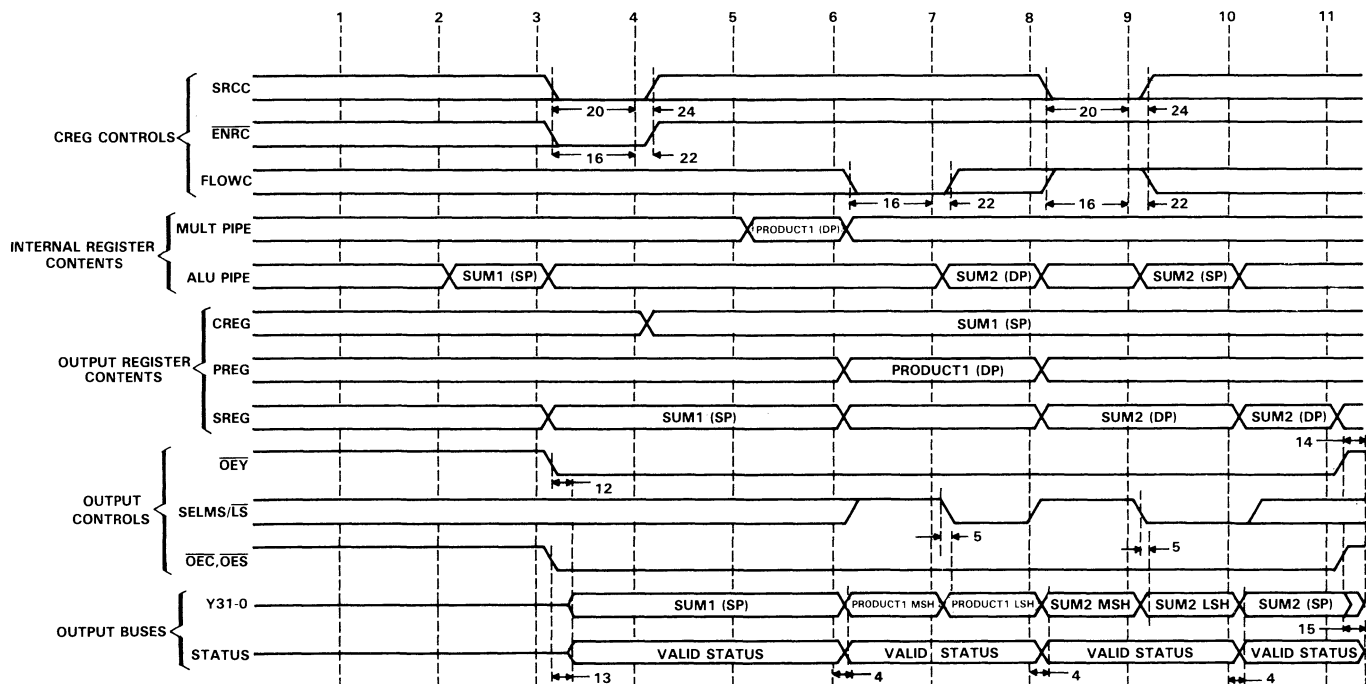 1 2 3 4 5 6 7 8 9 10 11
CREG CONTROLS
SRCC
20 24 20 24
ENRC
16 22
FLOWC
16 22 16 22
INTERNAL REGISTER
CONTENTS
MULT PIPE
PRODUCT1 (DP)
ALU PIPE
SUM1 (SP) SUM2 (DP) SUM2 (SP)
OUTPUT REGISTER
CONTENTS
CREG
SUM1 (SP)
PREG
PRODUCT1 (DP)
SREG
SUM1 (SP) SUM2 (DP) SUM2 (DP)
14
OUTPUT
CONTROLS
OEY
12
SELMS/LS
5 5
OEC,OES
OUTPUT BUSES
Y31-0
SUM1 (SP) PRODUCT1 MSH PRODUCT1 LSH SUM2 MSH SUM2 LSH SUM2 (SP)
15
STATUS
VALID STATUS VALID STATUS VALID STATUS VALID STATUS
13 4 4 4